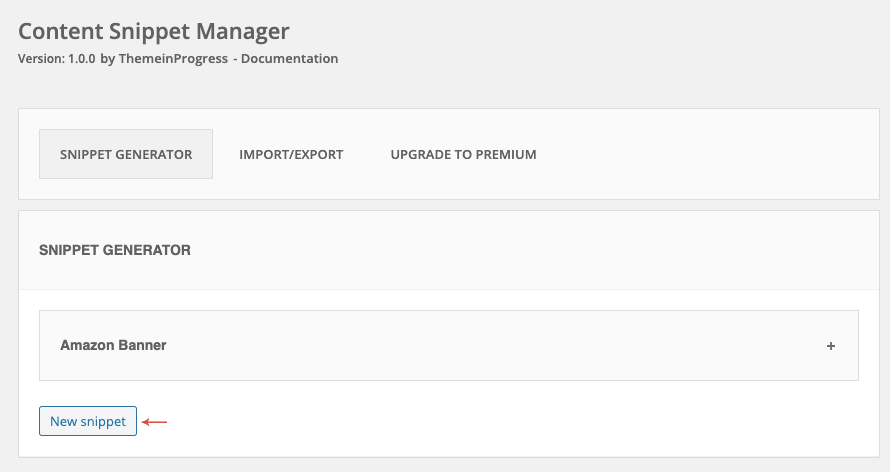 Content Snippet Manager
Version: 1.0.0 by ThemeinProgress - Documentation
SNIPPET GENERATOR IMPORT/EXPORT UPGRADE TO PREMIUM
SNIPPET GENERATOR
Amazon Banner +
New snippet